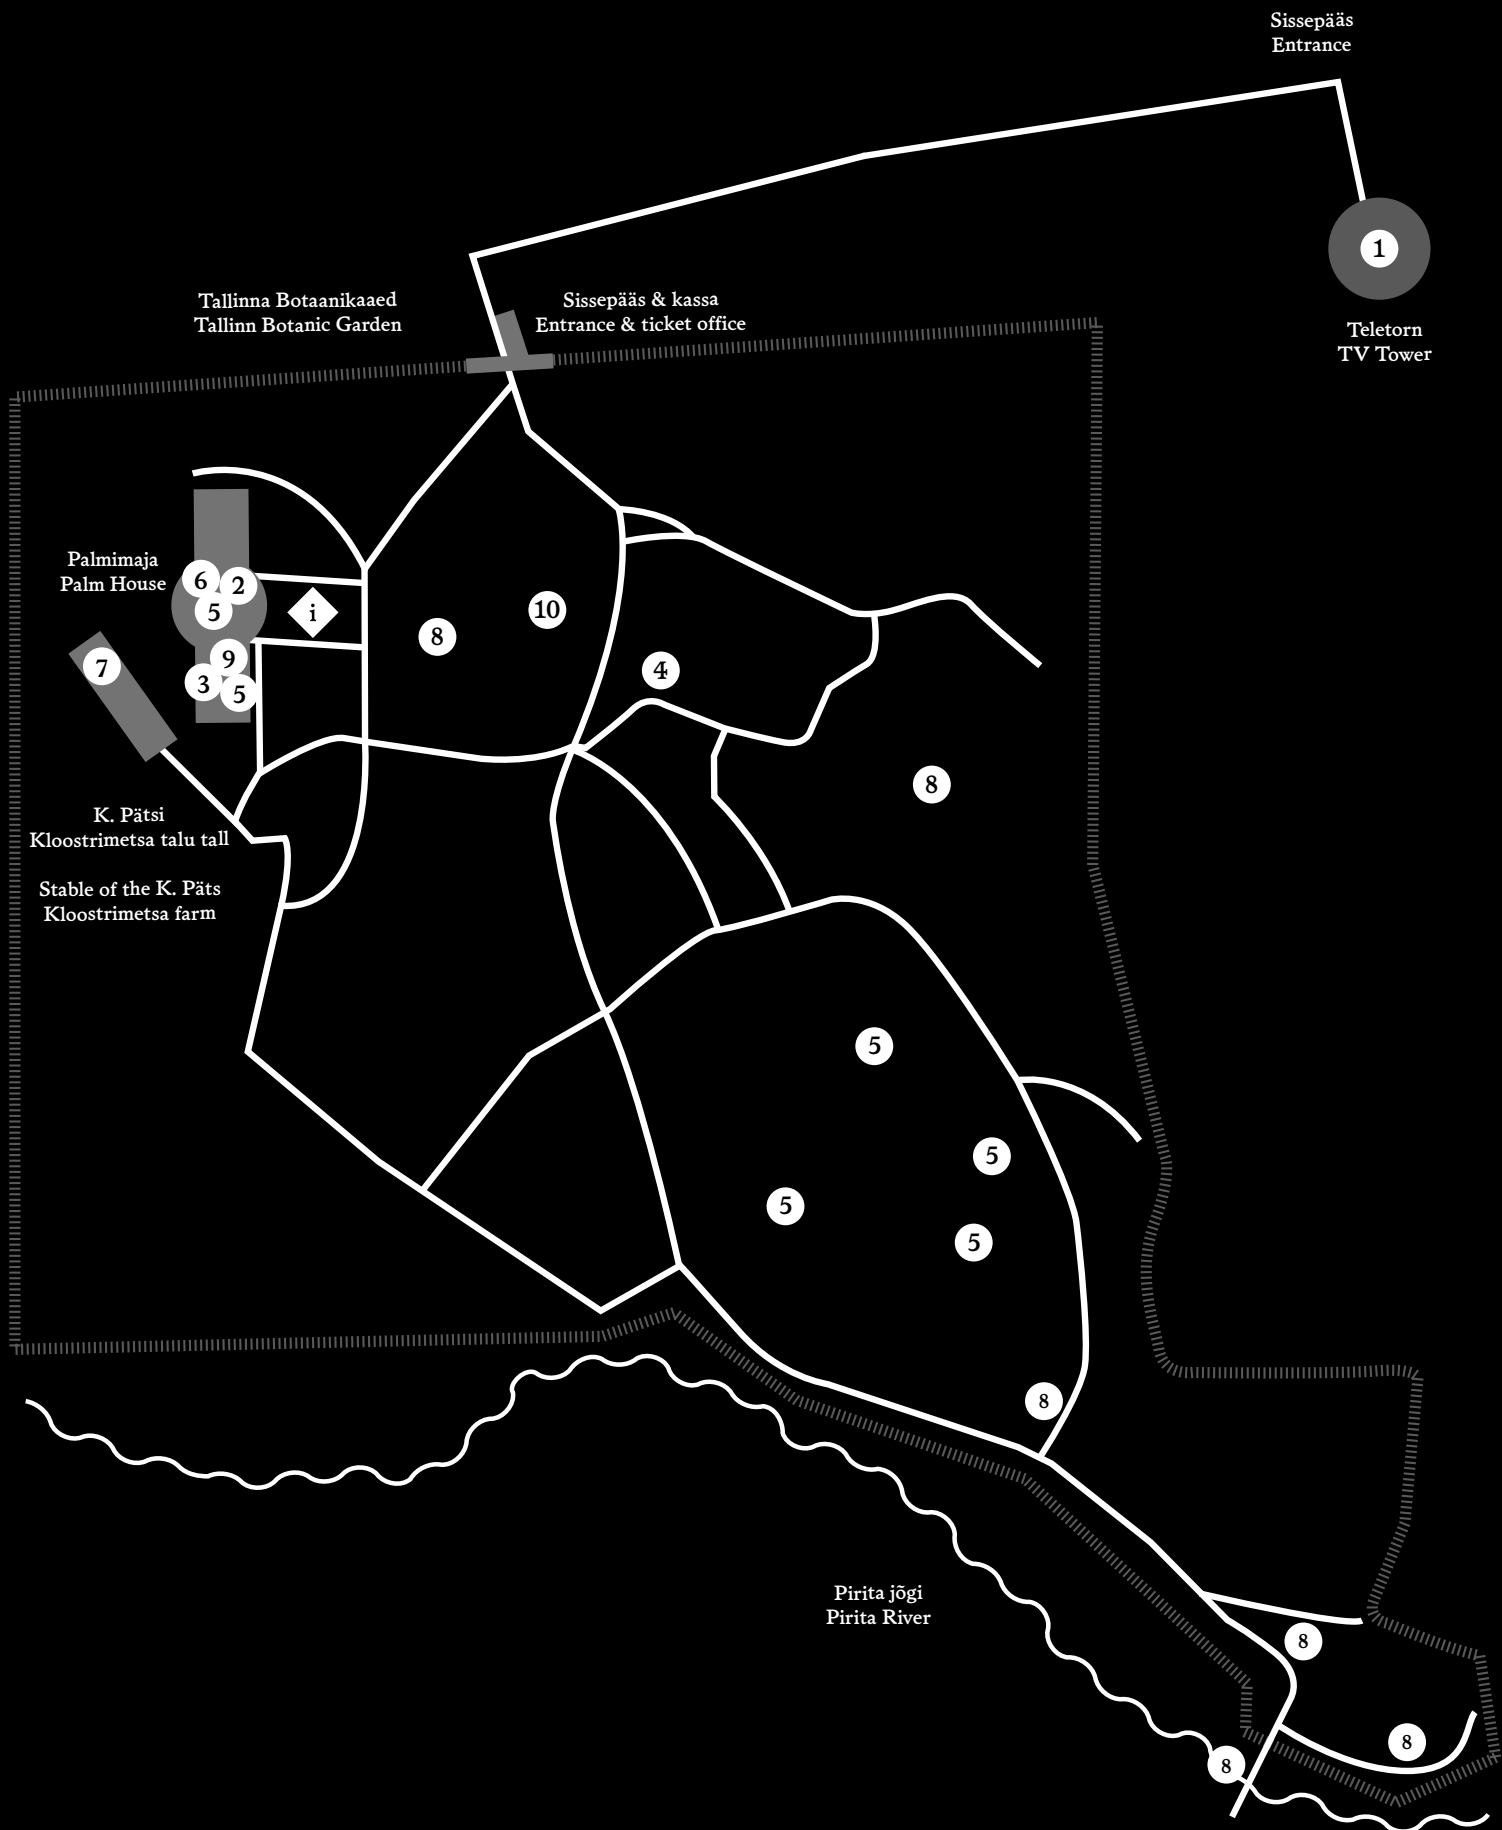 Sissepääs
Entrance
1
Teletorn
TV Tower
Tallinna Botaanikaaed
Tallinn Botanic Garden
Sissepääs & kassa
Entrance & ticket office
Palmimaja
Palm House
6
2
5
i
8
10
9
3
5
7
4
8
K. Pätsi
Kloostrimetsa talu tall
Stable of the K. Päts
Kloostrimetsa farm
5
5
5
5
8
Pirita jõgi
Pirita River
8
8
8